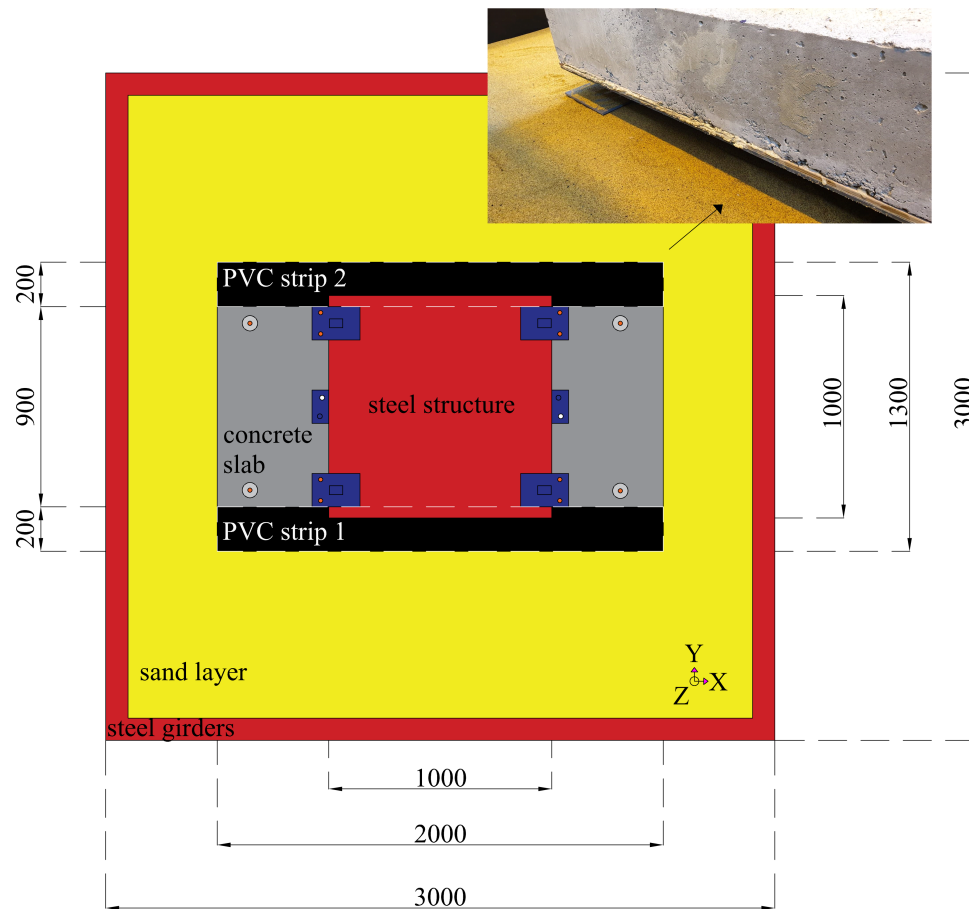 PVC strip 2
200
900
200
steel structure
concrete
slab
PVC strip 1
1000
1300
3000
sand layer
Y
Z
X
steel girders
1000
2000
3000